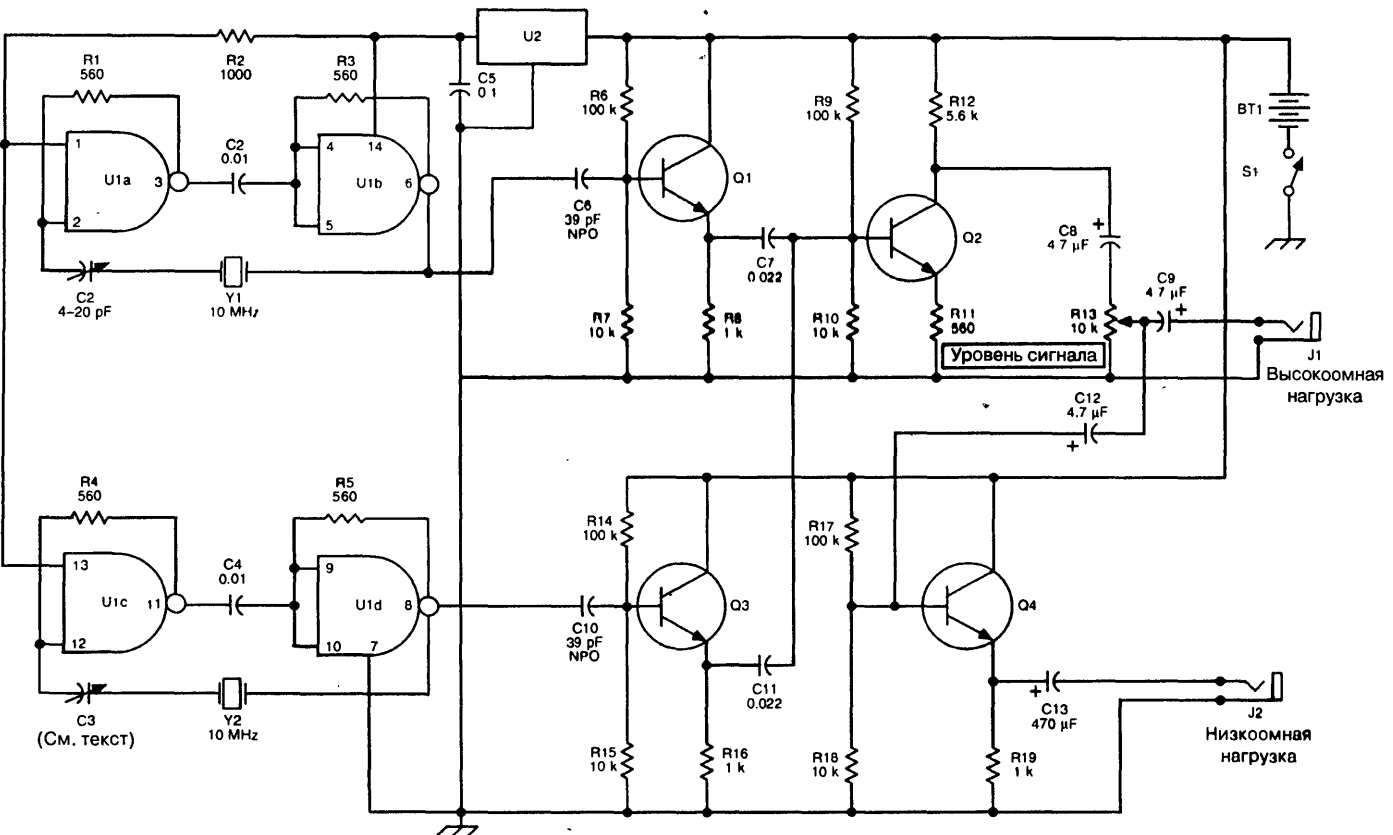 R1
560
R2
1000
R3
560
C5
0 1
U2
R6
100 k
R9
100 k
R12
5.6 k
BT1
S1
1
2
U1a
3
C2
0.01
4
14
U1b
5
6
C6
39 pF
NPO
Q1
C7
0.022
Q2
C8
4 7 µF
+
C9
4 7 µF
+
C2
4–20 pF
Y1
10 MHz
R7
10 k
R8
1 k
R10
10 k
R11
560
R13
10 k
Уровень сигнала
J1
Высокоомная
нагрузка
C12
4.7 µF
+
R4
560
R5
560
13
U1c
11
12
C4
0.01
9
U1d
8
10
7
R14
100 k
C10
39 pF
NPO
Q3
R17
100 k
Q4
C3
(См. текст)
Y2
10 MHz
C11
0.022
+
C13
470 µF
J2
Низкоомная
нагрузка
R15
10 k
R16
1 k
R18
10 k
R19
1 k